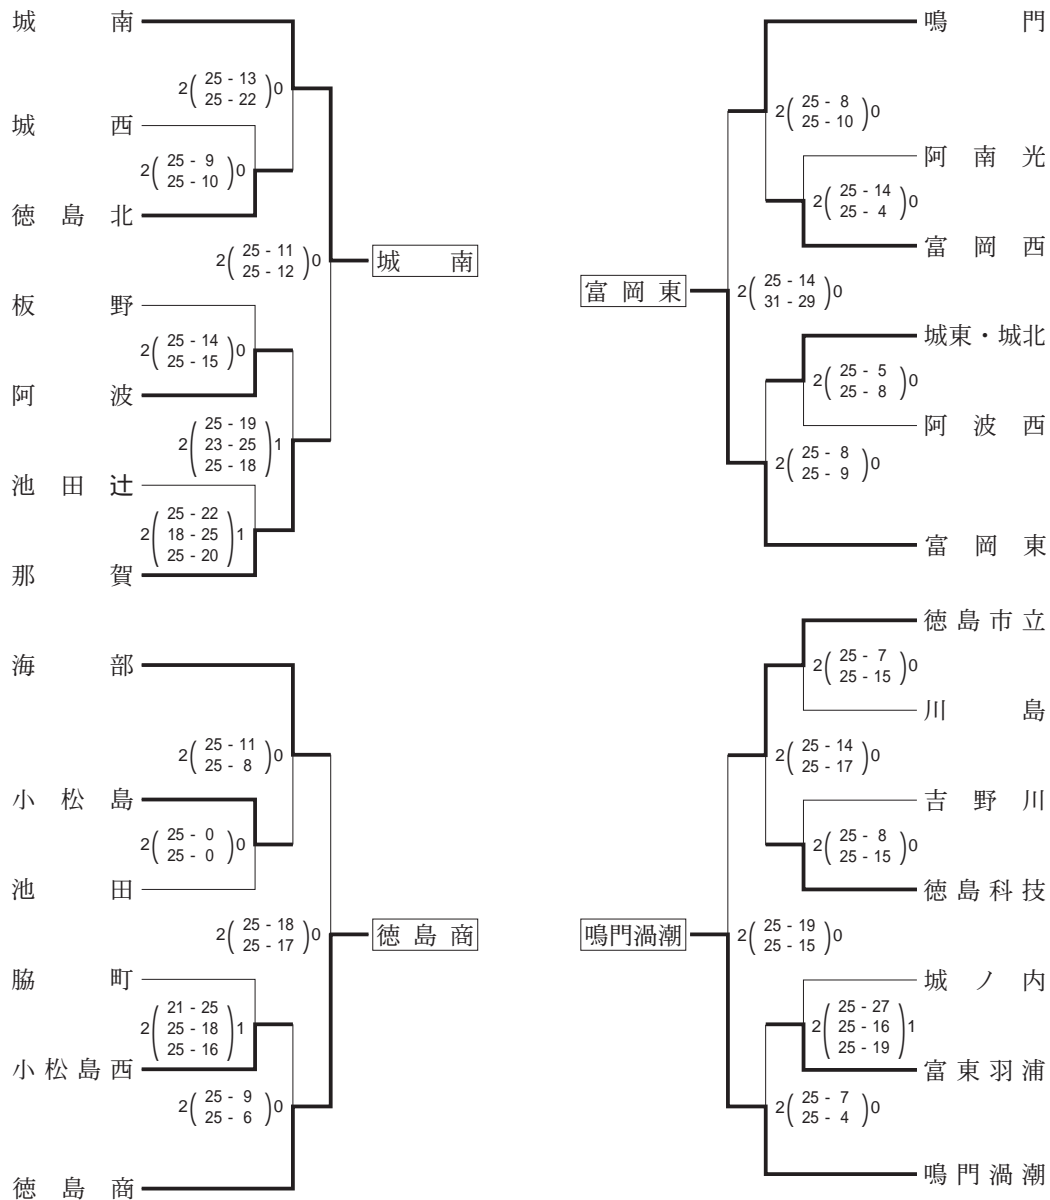 城南
2(25 - 13 25 - 22)0
城西
2(25 - 9 25 - 10)0
徳島北
2(25 - 11 25 - 12)0
城南
板野
2(25 - 14 25 - 15)0
阿波
2(25 - 19 23 - 25 25 - 18)1
池田辻
2(25 - 22 18 - 25 25 - 20)1
那賀
鳴門
2(25 - 8 25 - 10)0
阿南光
2(25 - 14 25 - 4)0
富岡西
富岡東
2(25 - 14 31 - 29)0
城東・城北
2(25 - 5 25 - 8)0
阿波西
2(25 - 8 25 - 9)0
富岡東
海部
2(25 - 11 25 - 8)0
小松島
2(25 - 0 25 - 0)0
池田
2(25 - 18 25 - 17)0
徳島商
脇町
2(21 - 25 25 - 18 25 - 16)1
小松島西
2(25 - 9 25 - 6)0
徳島商
徳島市立
2(25 - 7 25 - 15)0
川島
2(25 - 14 25 - 17)0
吉野川
2(25 - 8 25 - 15)0
徳島科技
鳴門渦潮
2(25 - 19 25 - 15)0
城ノ内
2(25 - 27 25 - 16 25 - 19)1
富東羽浦
2(25 - 7 25 - 4)0
鳴門渦潮